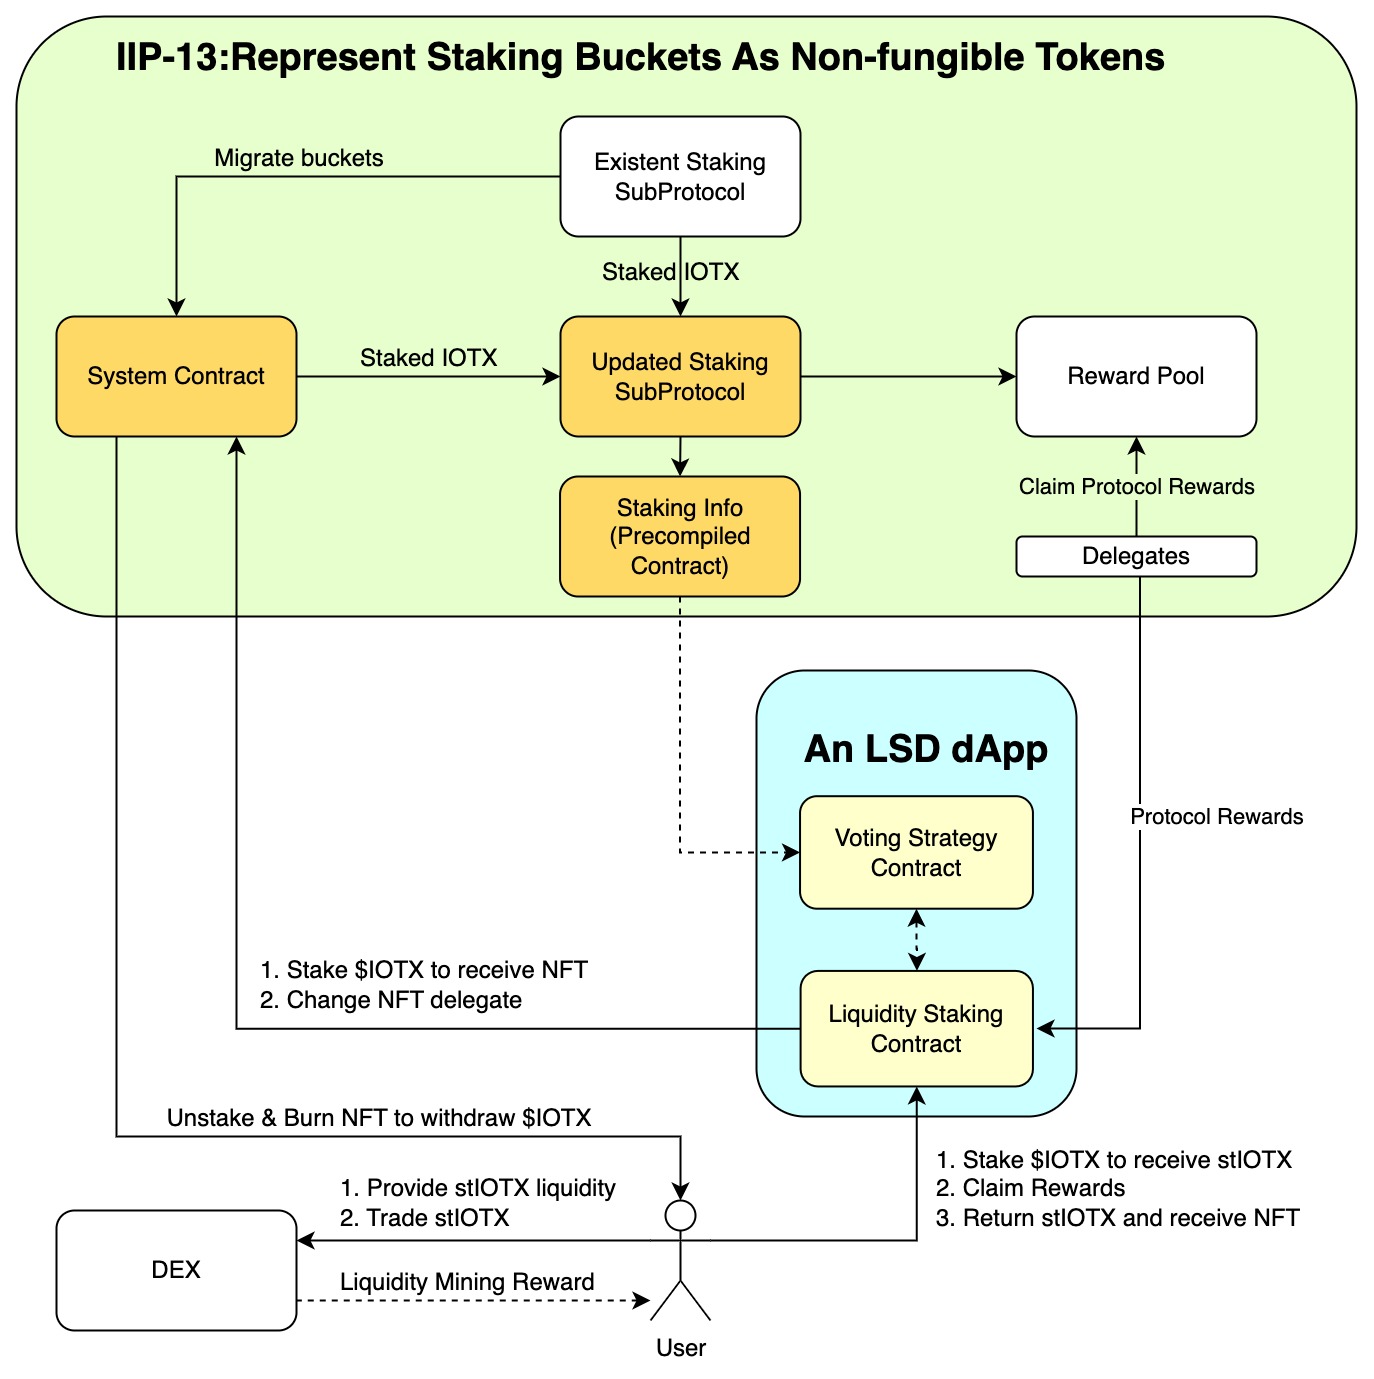 IIP-13:Represent Staking Buckets As Non-fungible Tokens
Migrate buckets
Existent Staking
SubProtocol
Staked IOTX
System Contract
Staked IOTX
Updated Staking
SubProtocol
Reward Pool
Staking Info
(Precompiled
Contract)
Claim Protocol Rewards
Delegates
An LSD dApp
Voting Strategy
Contract
Protocol Rewards
1. Stake $IOTX to receive NFT
2. Change NFT delegate
Liquidity Staking
Contract
Unstake & Burn NFT to withdraw $IOTX
1. Stake $IOTX to receive stIOTX
2. Claim Rewards
3. Return stIOTX and receive NFT
1. Provide stIOTX liquidity
2. Trade stIOTX
DEX
Liquidity Mining Reward
User